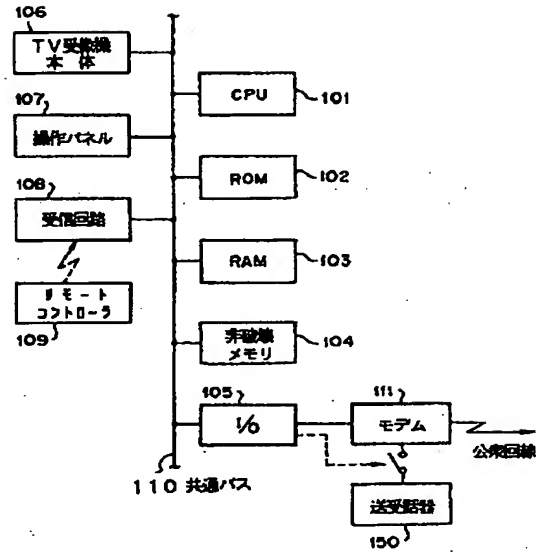 106
TV受像機
本体
107
操作パネル
108
受信回路
リモート
コントローラ
109
CPU
101
ROM
102
RAM
103
非破壊
メモリ
104
105
I/O
111
モデム
公衆回線
送受話器
150
110 共通バス